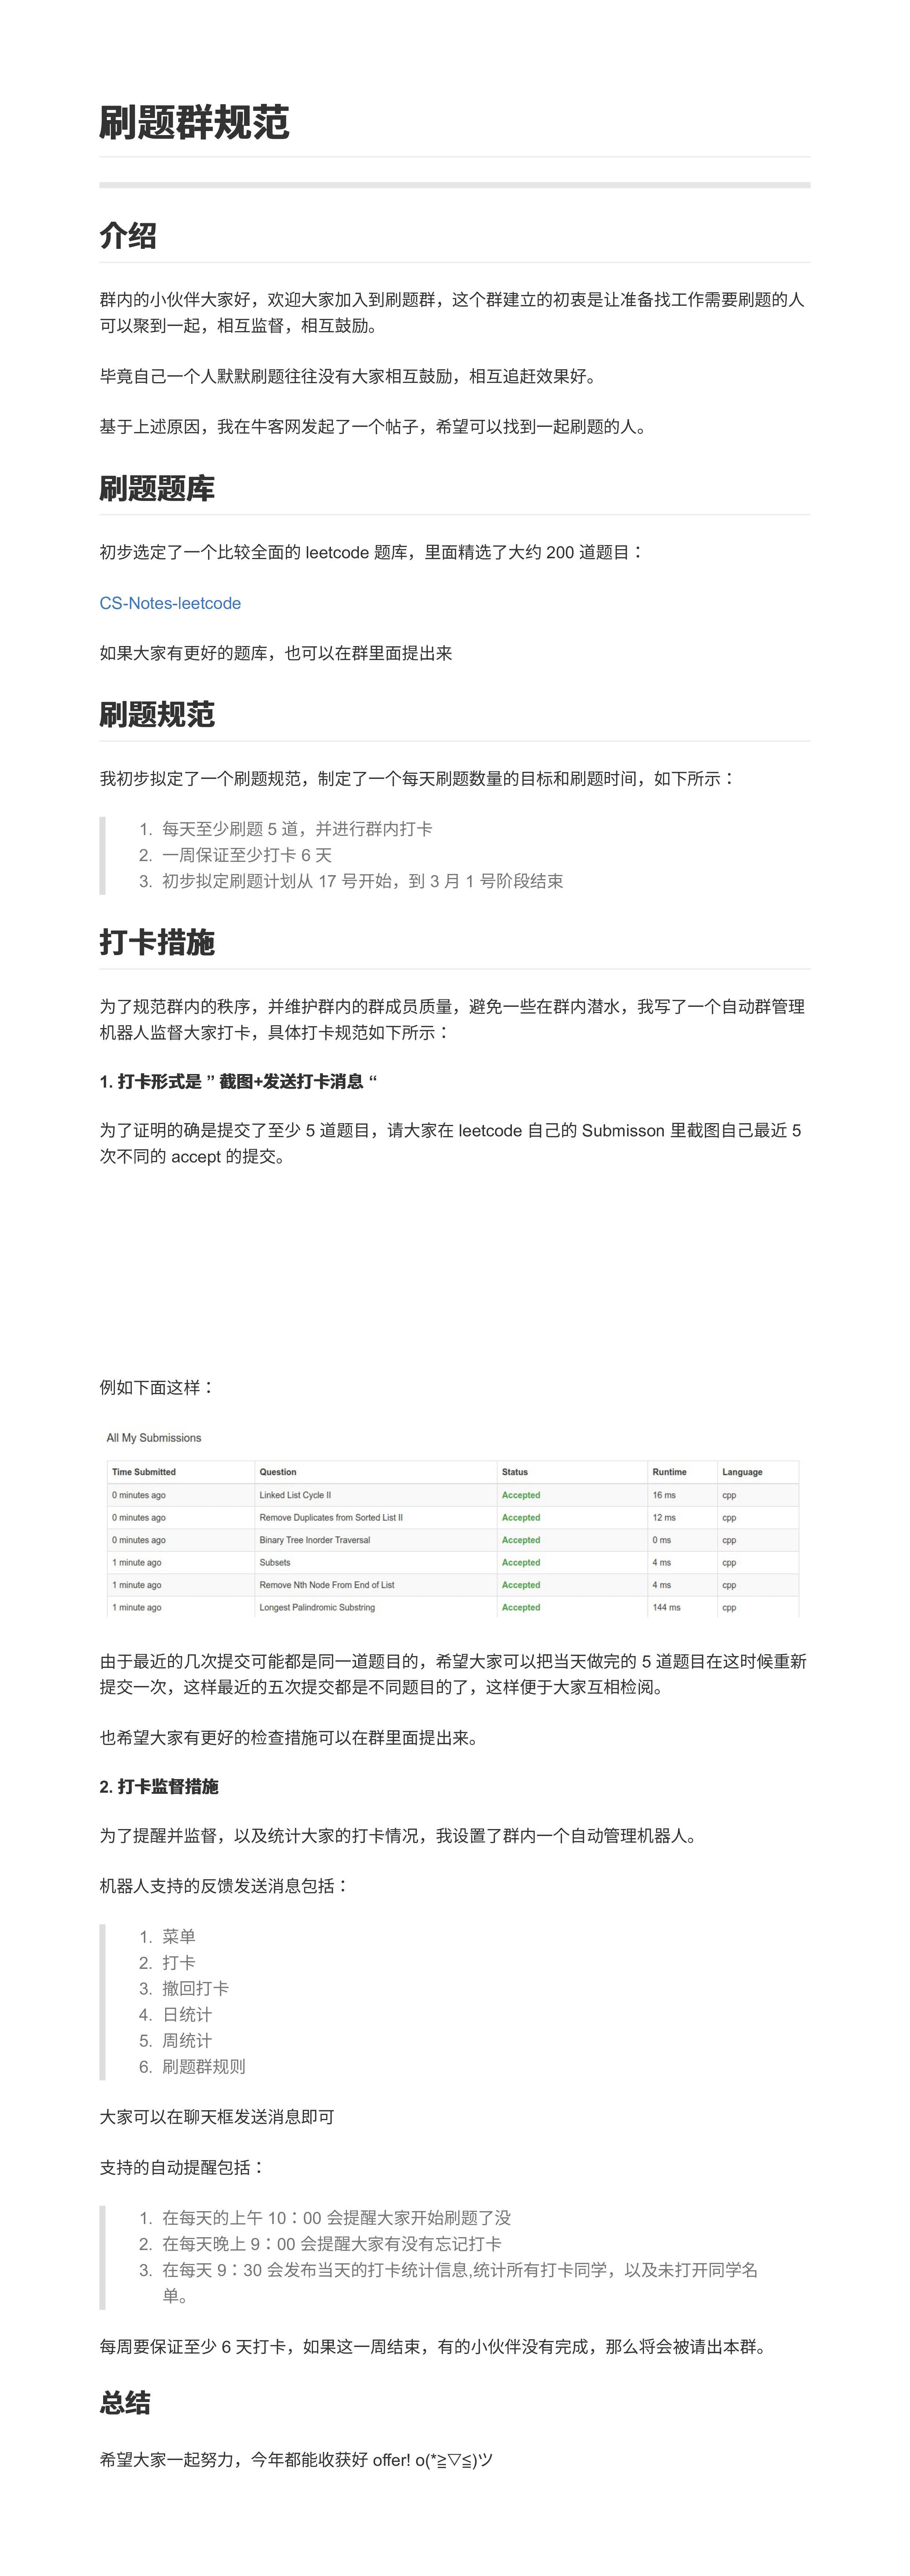 刷题群规范
介绍
群内的小伙伴大家好，欢迎大家加入到刷题群，这个群建立的初衷是让准备找工作需要刷题的人
可以聚到一起，相互监督，相互鼓励。
毕竟自己一个人默默刷题往往没有大家相互鼓励，相互追赶效果好。
基于上述原因，我在牛客网发起了一个帖子，希望可以找到一起刷题的人。
刷题题库
初步选定了一个比较全面的 leetcode 题库，里面精选了大约 200 道题目：
CS-Notes-leetcode
如果大家有更好的题库，也可以在群里面提出来
刷题规范
我初步拟定了一个刷题规范，制定了一个每天刷题数量的目标和刷题时间，如下所示：
1. 每天至少刷题 5 道，并进行群内打卡
2. 一周保证至少打卡 6 天
3. 初步拟定刷题计划从 17 号开始，到 3 月 1 号阶段结束
打卡措施
为了规范群内的秩序，并维护群内的群成员质量，避免一些在群内潜水，我写了一个自动群管理
机器人监督大家打卡，具体打卡规范如下所示：
1. 打卡形式是 ” 截图+发送打卡消息 “
为了证明的确是提交了至少 5 道题目，请大家在 leetcode 自己的 Submisson 里截图自己最近 5
次不同的 accept 的提交。
例如下面这样：
All My Submissions
Time Submitted Question Status Runtime Language
0 minutes ago Linked List Cycle II Accepted 16 ms cpp
0 minutes ago Remove Duplicates from Sorted List II Accepted 12 ms cpp
0 minutes ago Binary Tree Inorder Traversal Accepted 0 ms cpp
1 minute ago Subsets Accepted 4 ms cpp
1 minute ago Remove Nth Node From End of List Accepted 4 ms cpp
1 minute ago Longest Palindromic Substring Accepted 144 ms cpp
由于最近的几次提交可能都是同一道题目的，希望大家可以把当天做完的 5 道题目在这时候重新
提交一次，这样最近的五次提交都是不同题目的了，这样便于大家互相检阅。
也希望大家有更好的检查措施可以在群里面提出来。
2. 打卡监督措施
为了提醒并监督，以及统计大家的打卡情况，我设置了群内一个自动管理机器人。
机器人支持的反馈发送消息包括：
1. 菜单
2. 打卡
3. 撤回打卡
4. 日统计
5. 周统计
6. 刷题群规则
大家可以在聊天框发送消息即可
支持的自动提醒包括：
1. 在每天的上午 10：00 会提醒大家开始刷题了没
2. 在每天晚上 9：00 会提醒大家有没有忘记打卡
3. 在每天 9：30 会发布当天的打卡统计信息,统计所有打卡同学，以及未打开同学名
单。
每周要保证至少 6 天打卡，如果这一周结束，有的小伙伴没有完成，那么将会被请出本群。
总结
希望大家一起努力，今年都能收获好 offer! o(*≧▽≦)ツ